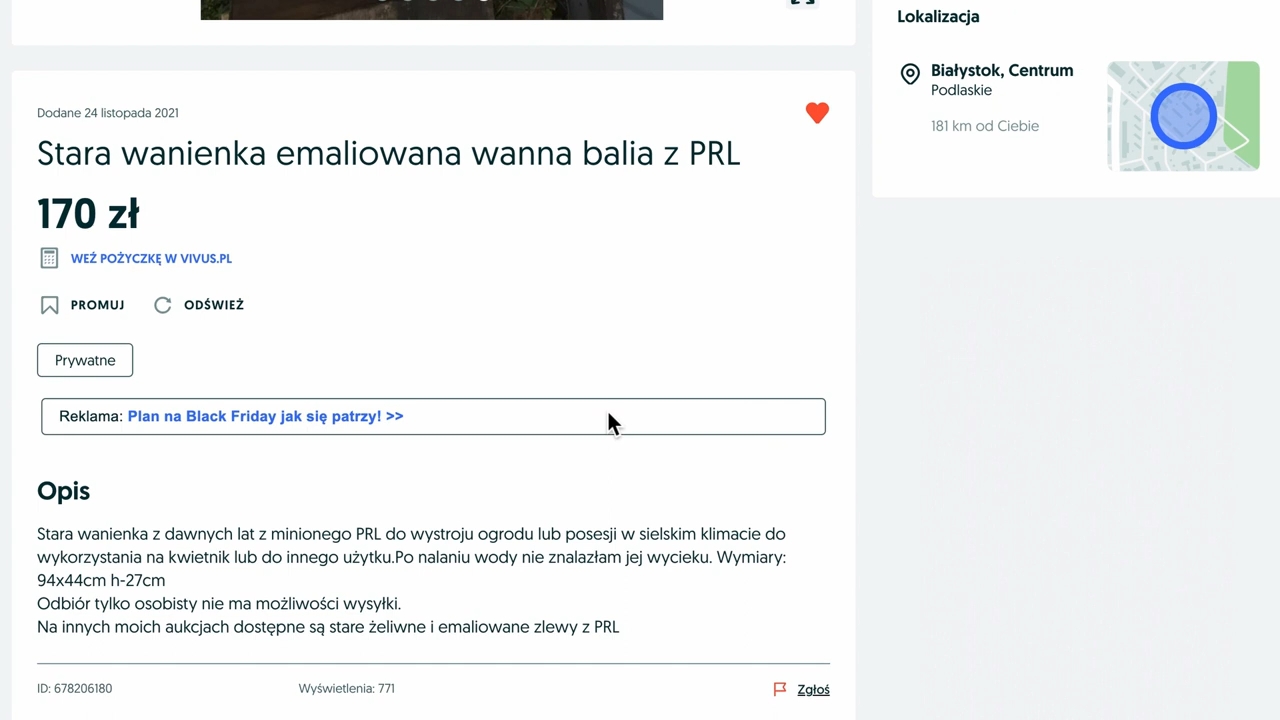 Lokalizacja
Białystok, Centrum
Podlaskie
181 km od Ciebie
Dodane 24 listopada 2021
Stara wanienka emaliowana wanna balia z PRL
170 zł
WEŹ POŻYCZKĘ W VIVUS.PL
PROMUJ
ODŚWIEŻ
Prywatne
Reklama: Plan na Black Friday jak się patrzy! >>
Opis
Stara wanienka z dawnych lat z minionego PRL do wystroju ogrodu lub posesji w sielskim klimacie do
wykorzystania na kwietnik lub do innego użytku.Po nalaniu wody nie znalazłam jej wycieku. Wymiary:
94x44cm h-27cm
Odbiór tylko osobisty nie ma możliwości wysyłki.
Na innych moich aukcjach dostępne są stare żeliwne i emaliowane zlewy z PRL
ID: 678206180
Wyświetlenia: 771
Zgłoś